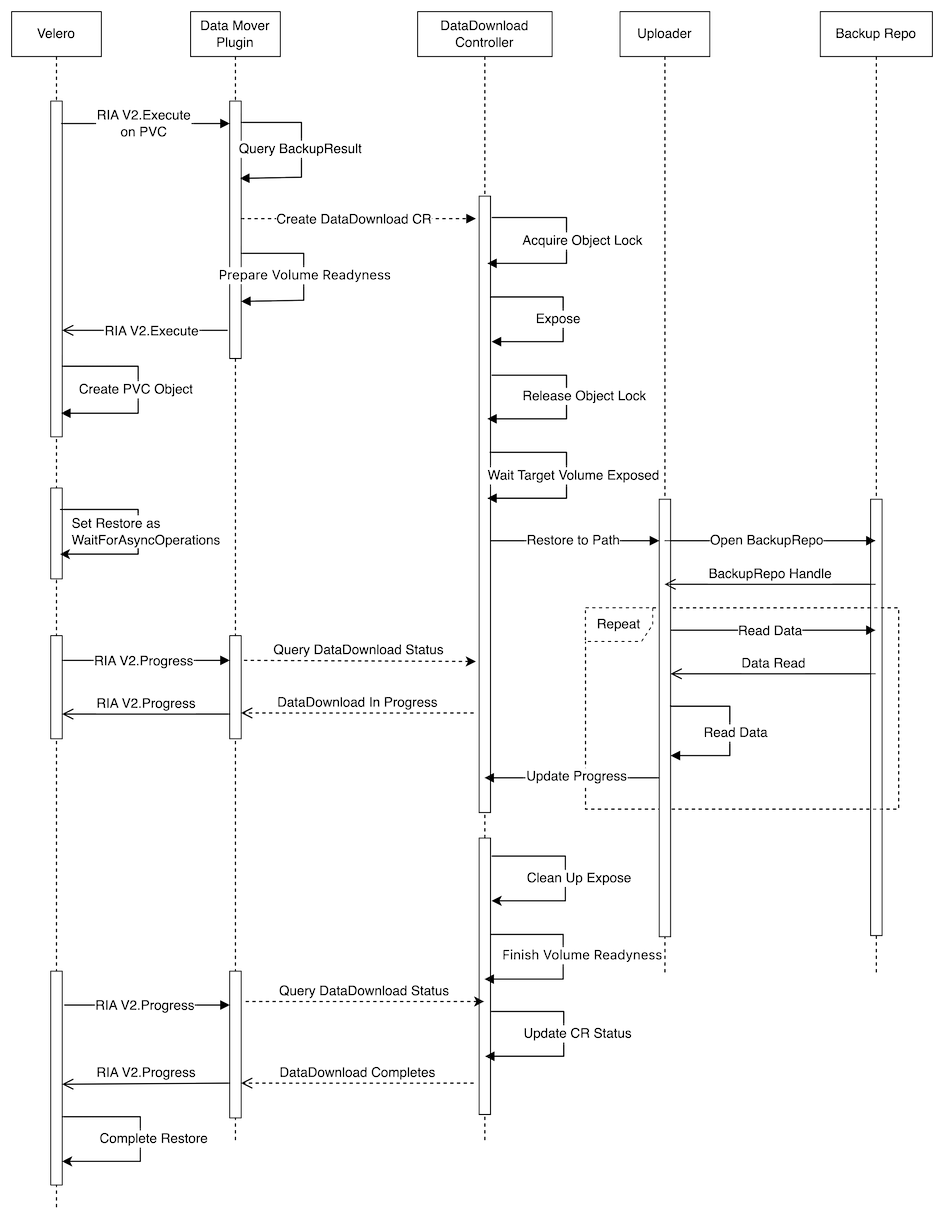 Velero
Data Mover
Plugin
DataDownload
Controller
Uploader
Backup Repo
RIA V2.Execute
on PVC
Query BackupResult
Create DataDownload CR
Acquire Object Lock
Prepare Volume Readyness
Expose
RIA V2.Execute
Create PVC Object
Release Object Lock
Wait Target Volume Exposed
Set Restore as
WaitForAsyncOperations
Restore to Path
Open BackupRepo
BackupRepo Handle
Repeat
Read Data
Query DataDownload Status
RIA V2.Progress
Data Read
DataDownload In Progress
RIA V2.Progress
Read Data
Update Progress
Clean Up Expose
Finish Volume Readyness
Query DataDownload Status
RIA V2.Progress
Update CR Status
DataDownload Completes
RIA V2.Progress
Complete Restore